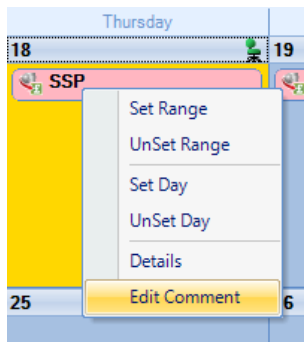 Thursday
18
19
SSP
Set Range
UnSet Range
Set Day
UnSet Day
Details
Edit Comment
25
6